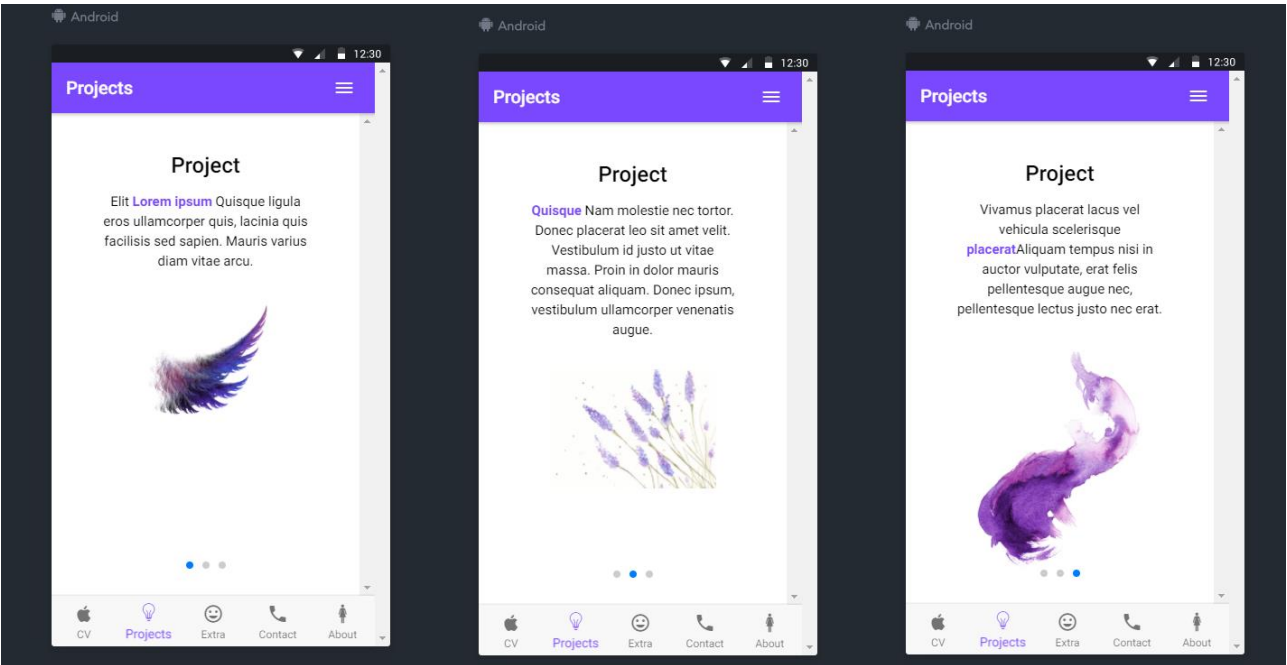 Android
12:30
Projects
Project
Elit Lorem ipsum Quisque ligula
eros ullamcorper quis, lacinia quis
facilisis sed sapien. Mauris varius
diam vitae arcu.
CV Projects Extra Contact About
Android
12:30
Projects
Project
Quisque Nam molestie nec tortor.
Donec placerat leo sit amet velit.
Vestibulum id justo ut vitae
massa. Proin in dolor mauris
consequat aliquam. Donec ipsum,
vestibulum ullamcorper venenatis
augue.
CV Projects Extra Contact About
Android
12:30
Projects
Project
Vivamus placerat lacus vel
vehicula scelerisque
placeratAliquam tempus nisi in
auctor vulputate, erat felis
pellentesque augue nec,
pellentesque lectus justo nec erat.
CV Projects Extra Contact About